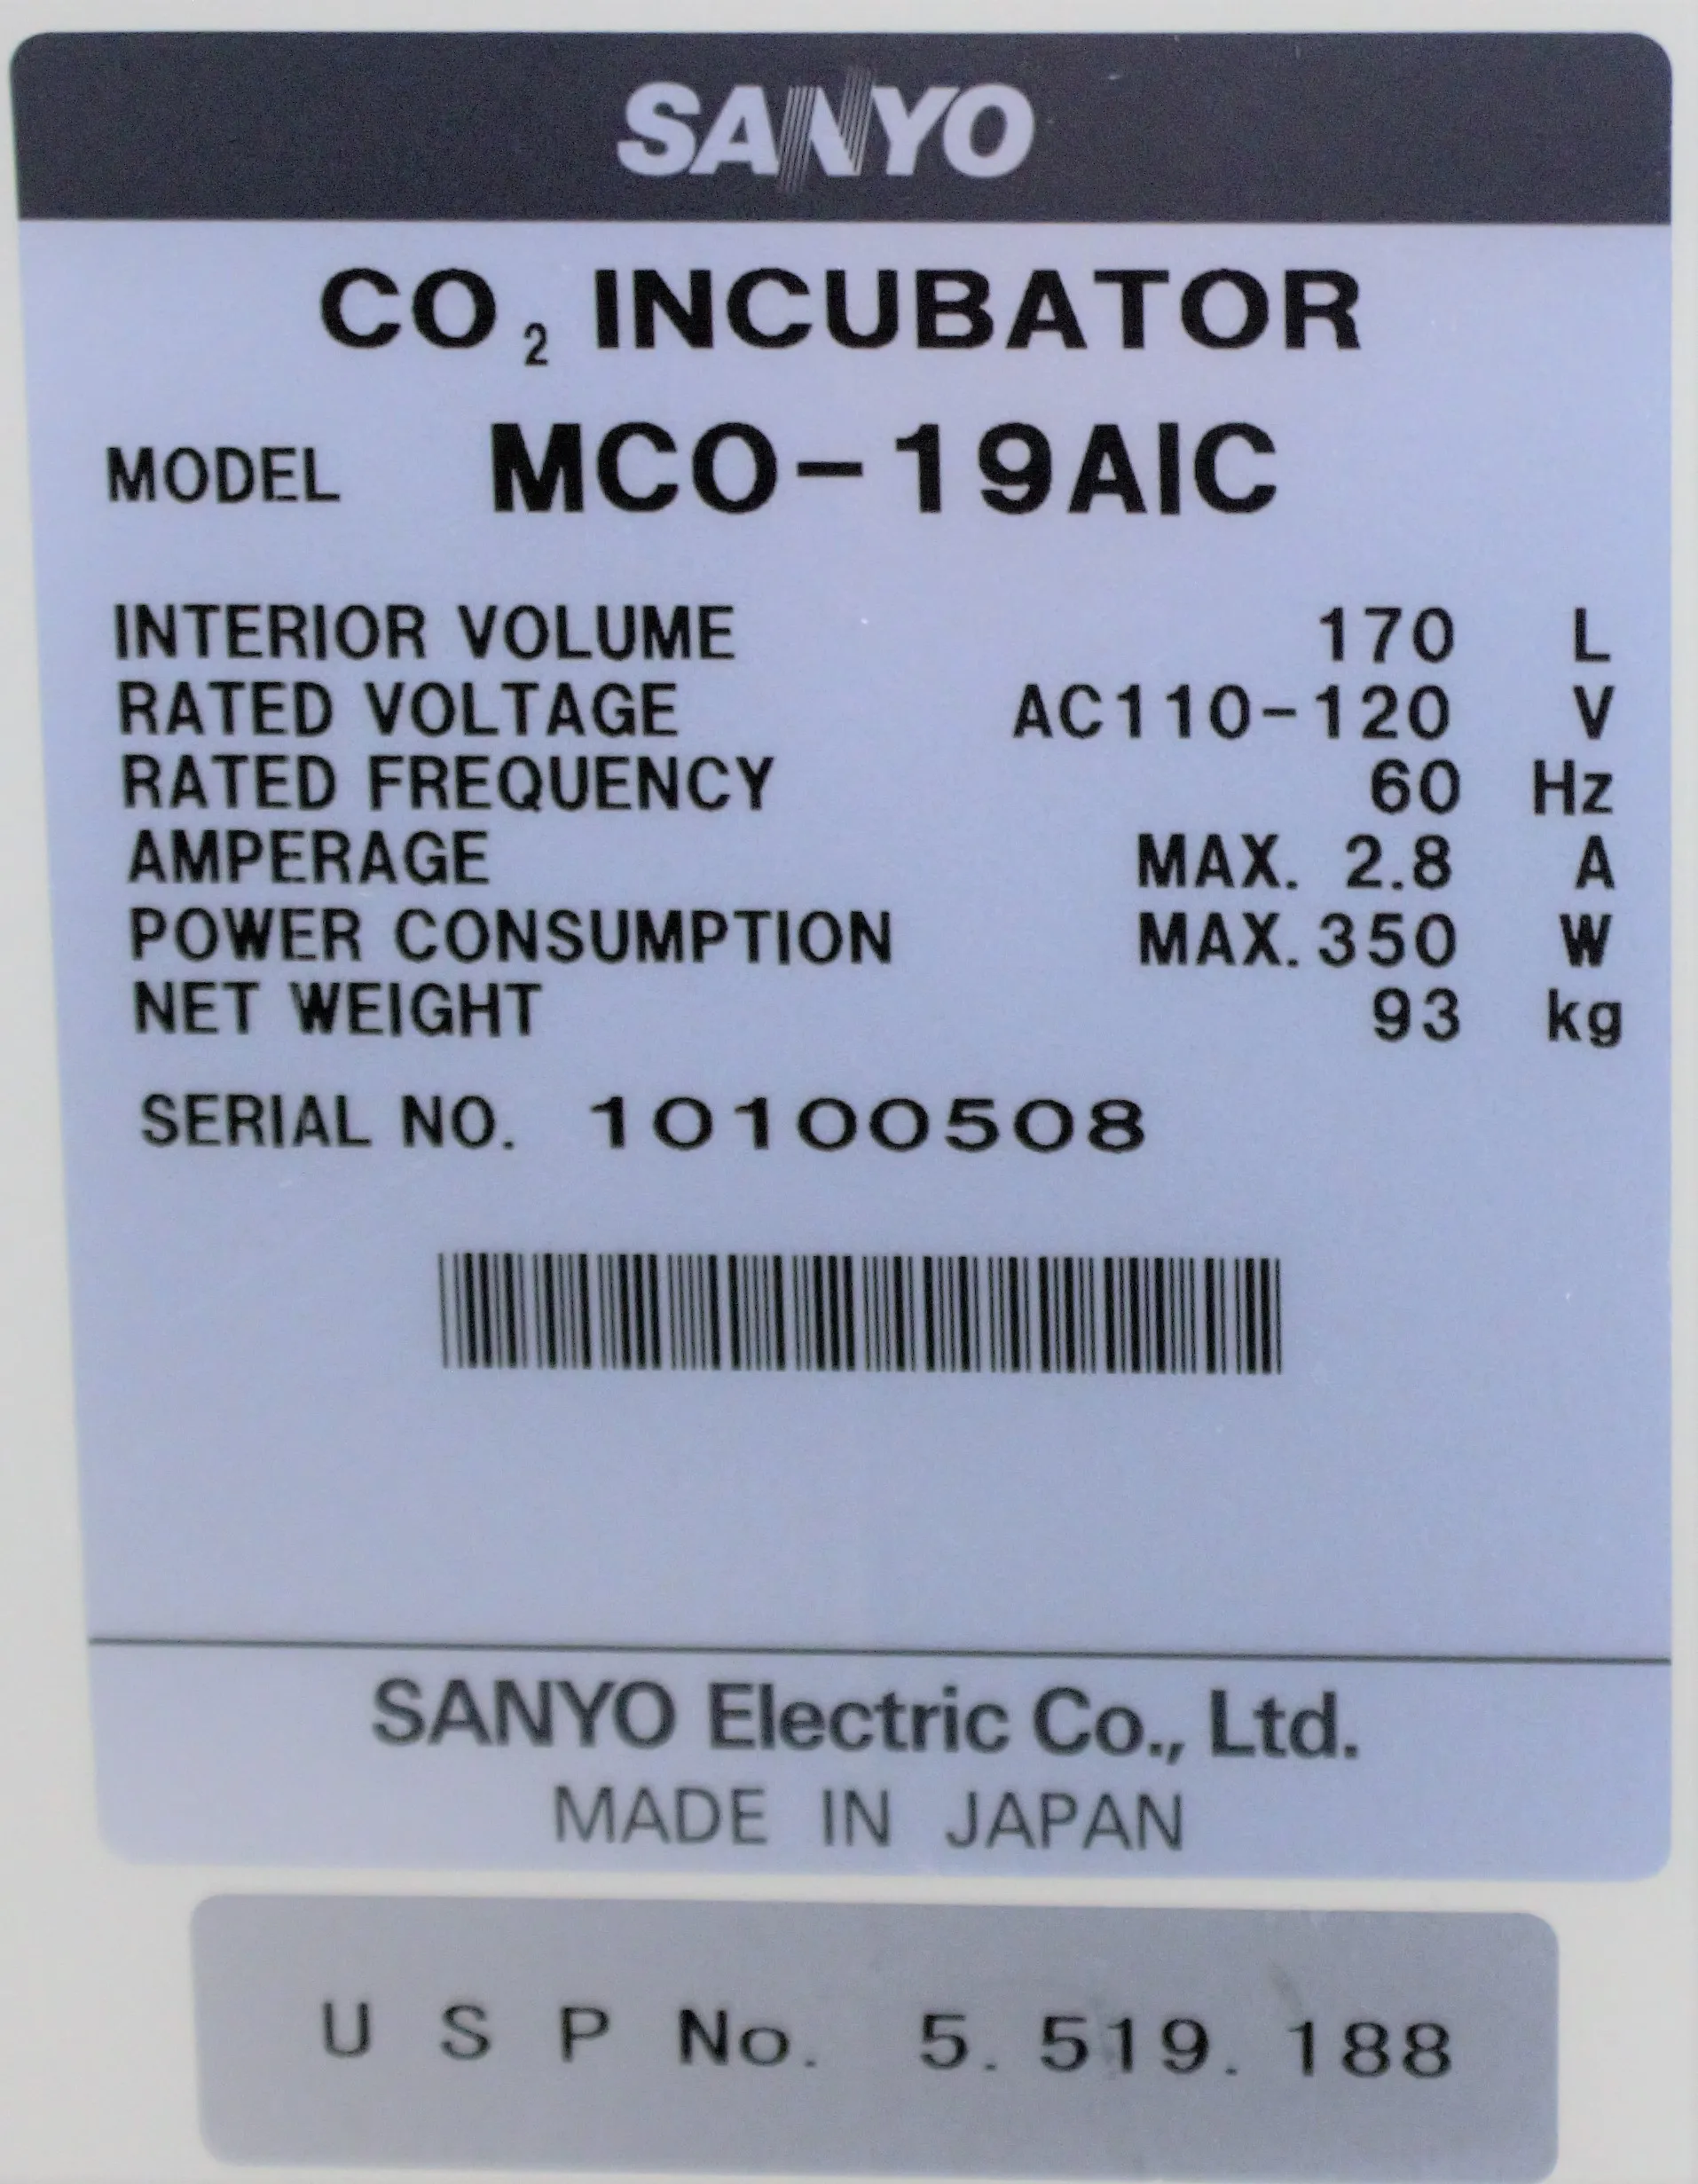 SANYO
CO₂ INCUBATOR
MODEL MCO-19AIC
INTERIOR VOLUME 170 L
RATED VOLTAGE AC110-120 V
RATED FREQUENCY 60 Hz
AMPERAGE MAX. 2.8 A
POWER CONSUMPTION MAX. 350 W
NET WEIGHT 93 kg
SERIAL NO. 10100508
SANYO Electric Co., Ltd.
MADE IN JAPAN
U S P No. 5. 519. 188